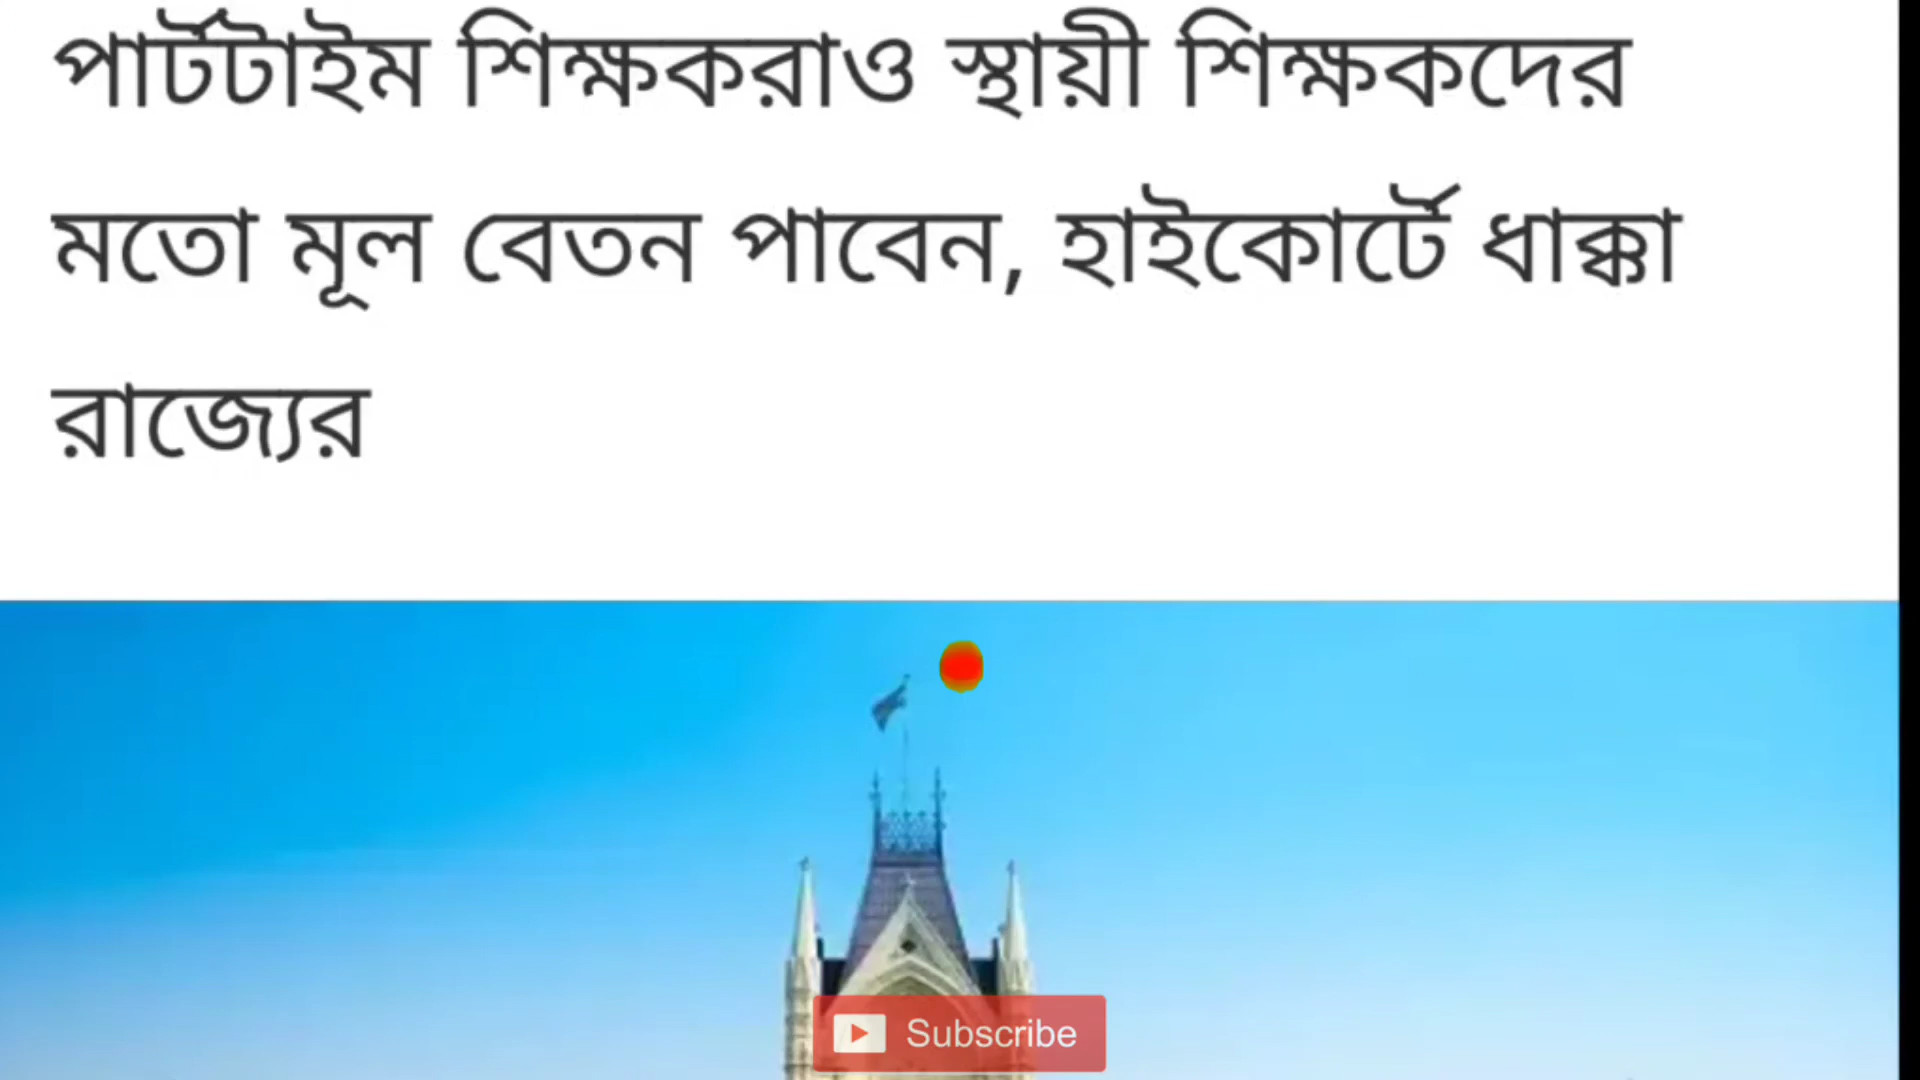 পার্টটাইম শিক্ষকরাও স্থায়ী শিক্ষকদের
মতো মূল বেতন পাবেন, হাইকোর্টে ধাক্কা
রাজ্যের
Subscribe